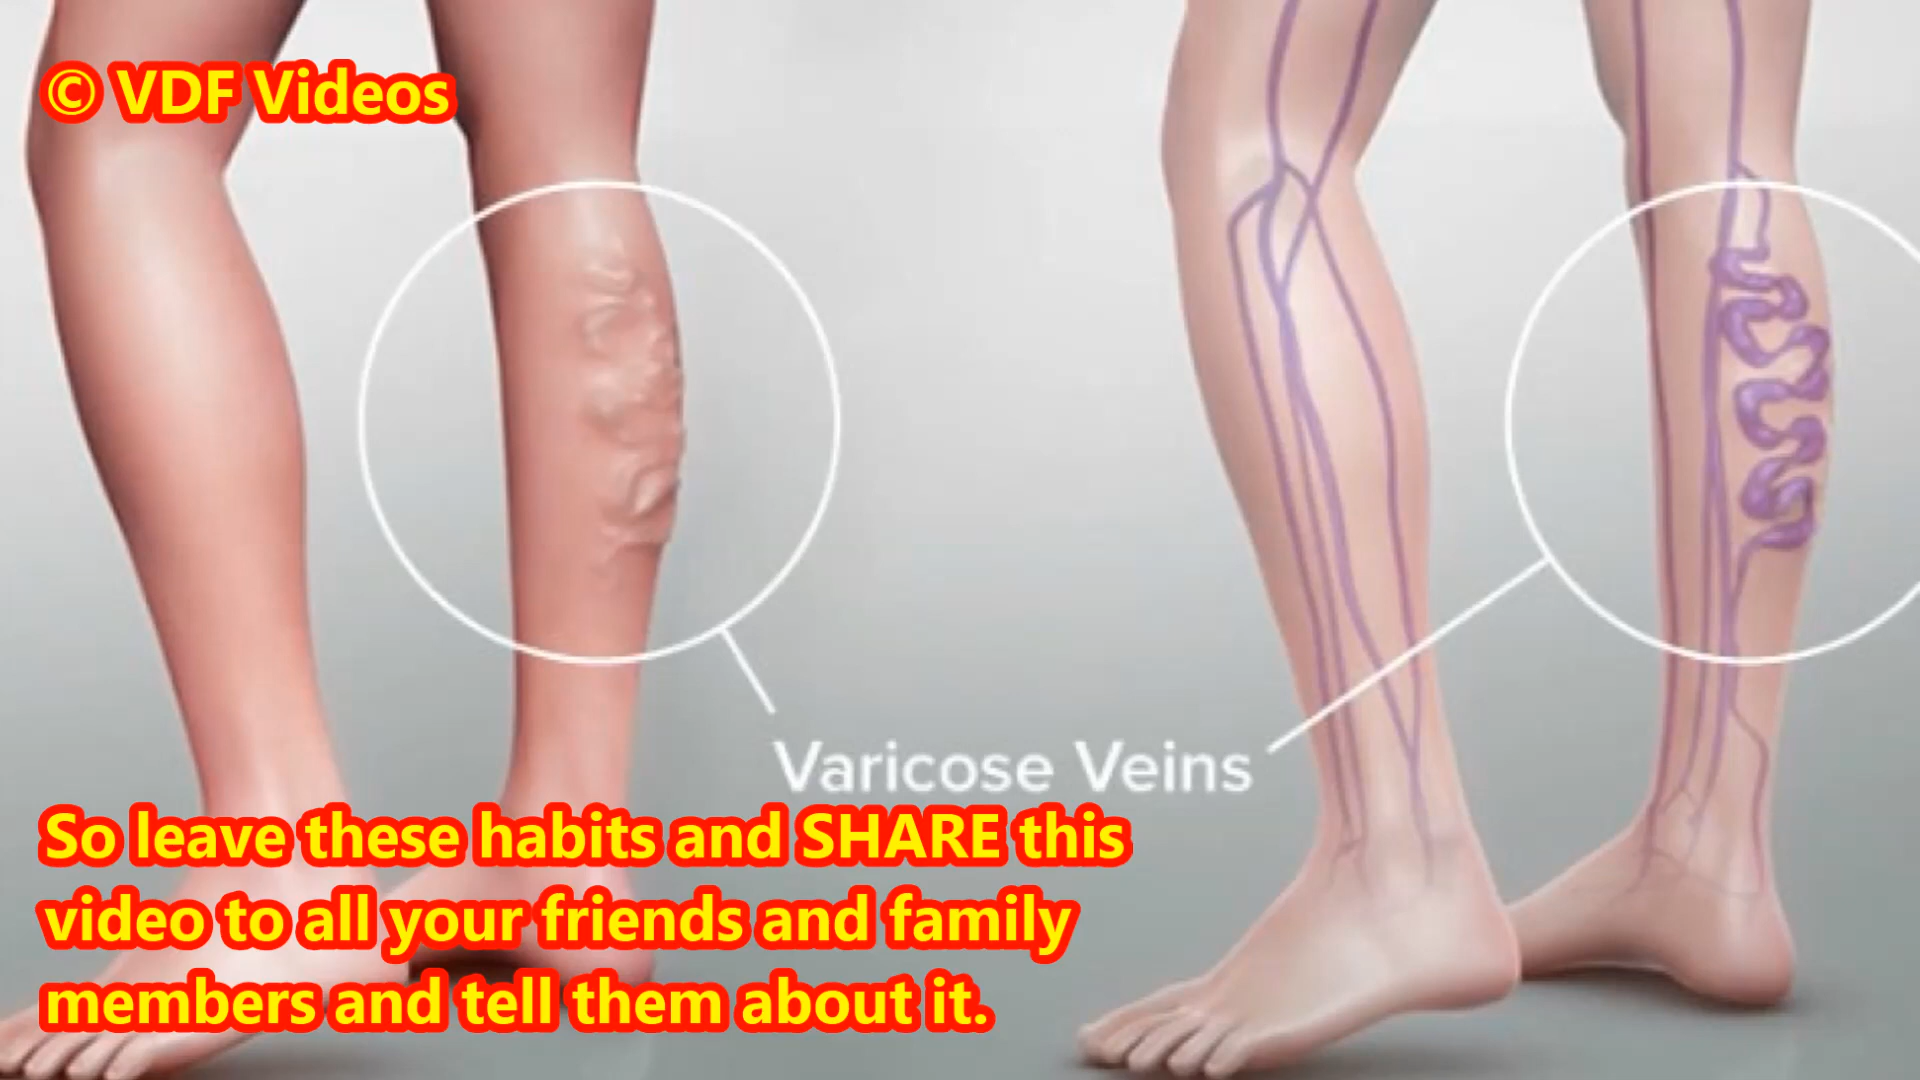 © VDF Videos
Varicose Veins
So leave these habits and SHARE this
video to all your friends and family
members and tell them about it.